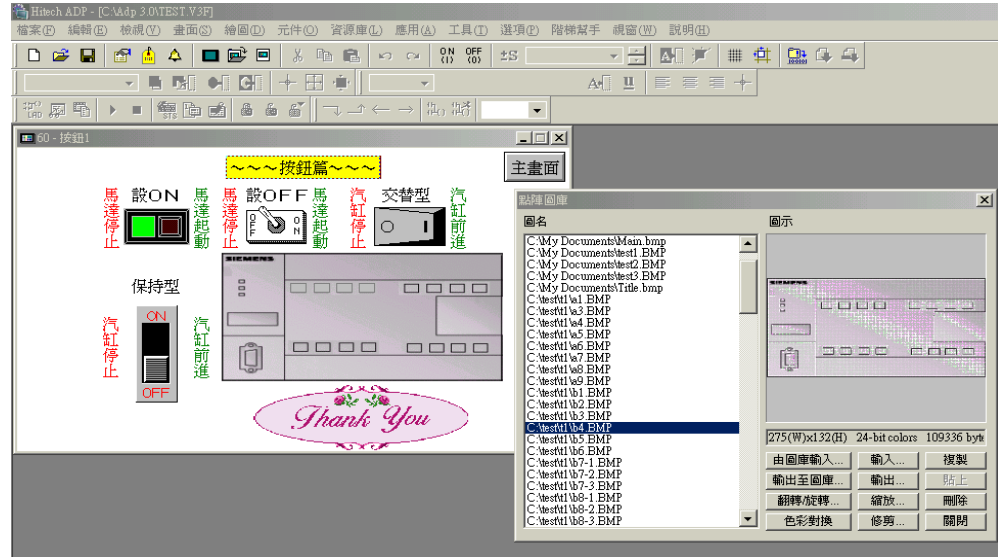 Hitech ADP - [C:\Adp 3.0\TEST.V3F]
檔案(F) 編輯(E) 檢視(V) 畫面(S) 繪圖(D) 元件(O) 資源庫(L) 應用(A) 工具(T) 選項(P) 階梯幫手 視窗(W) 說明(H)
ON (1) OFF (0) ±S
60 - 按鈕1
～～～按鈕篇～～～
主畫面
馬達停止
設ON
馬達起動
馬達停止
設OFF
馬達起動
汽缸停止
交替型
汽缸前進
OFF
ON
SIEMENS
保持型
汽缸停止
ON
OFF
汽缸前進
Thank You
點陣圖庫
圖名
圖示
C:\My Documents\Main.bmp
C:\My Documents\test1.BMP
C:\My Documents\test2.BMP
C:\My Documents\test3.BMP
C:\My Documents\Title.bmp
C:\test\t1\a1.BMP
C:\test\t1\a3.BMP
C:\test\t1\a4.BMP
C:\test\t1\a5.BMP
C:\test\t1\a6.BMP
C:\test\t1\a7.BMP
C:\test\t1\a8.BMP
C:\test\t1\a9.BMP
C:\test\t1\b1.BMP
C:\test\t1\b2.BMP
C:\test\t1\b3.BMP
C:\test\t1\b4.BMP
C:\test\t1\b5.BMP
C:\test\t1\b6.BMP
C:\test\t1\b7-1.BMP
C:\test\t1\b7-2.BMP
C:\test\t1\b7-3.BMP
C:\test\t1\b8-1.BMP
C:\test\t1\b8-2.BMP
C:\test\t1\b8-3.BMP
SIEMENS
275(W)x132(H) 24-bit colors 109336 byte
由圖庫輸入... 輸入... 複製
輸出至圖庫... 輸出... 貼上
翻轉/旋轉... 縮放... 刪除
色彩對換 修剪... 關閉